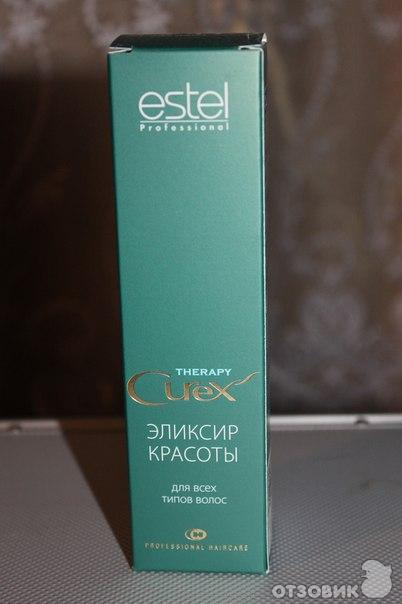 estel
Professional
THERAPY
Curex
ЭЛИКСИР
КРАСОТЫ
для всех
типов волос
PROFESSIONAL HAIRCARE
ОТЗОВИК